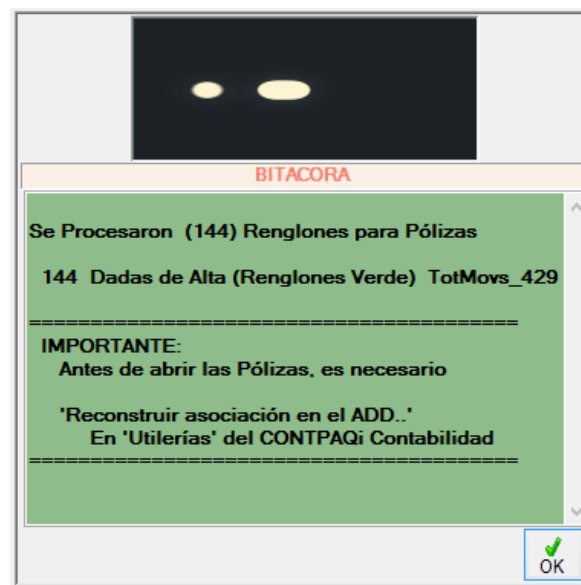 BITACORA
Se Procesaron (144) Renglones para Pólizas
144 Dadas de Alta (Renglones Verde) TotMovs_429
========================================
IMPORTANTE:
Antes de abrir las Pólizas, es necesario
'Reconstruir asociación en el ADD..'
En 'Utilerías' del CONTPAQi Contabilidad
========================================
OK